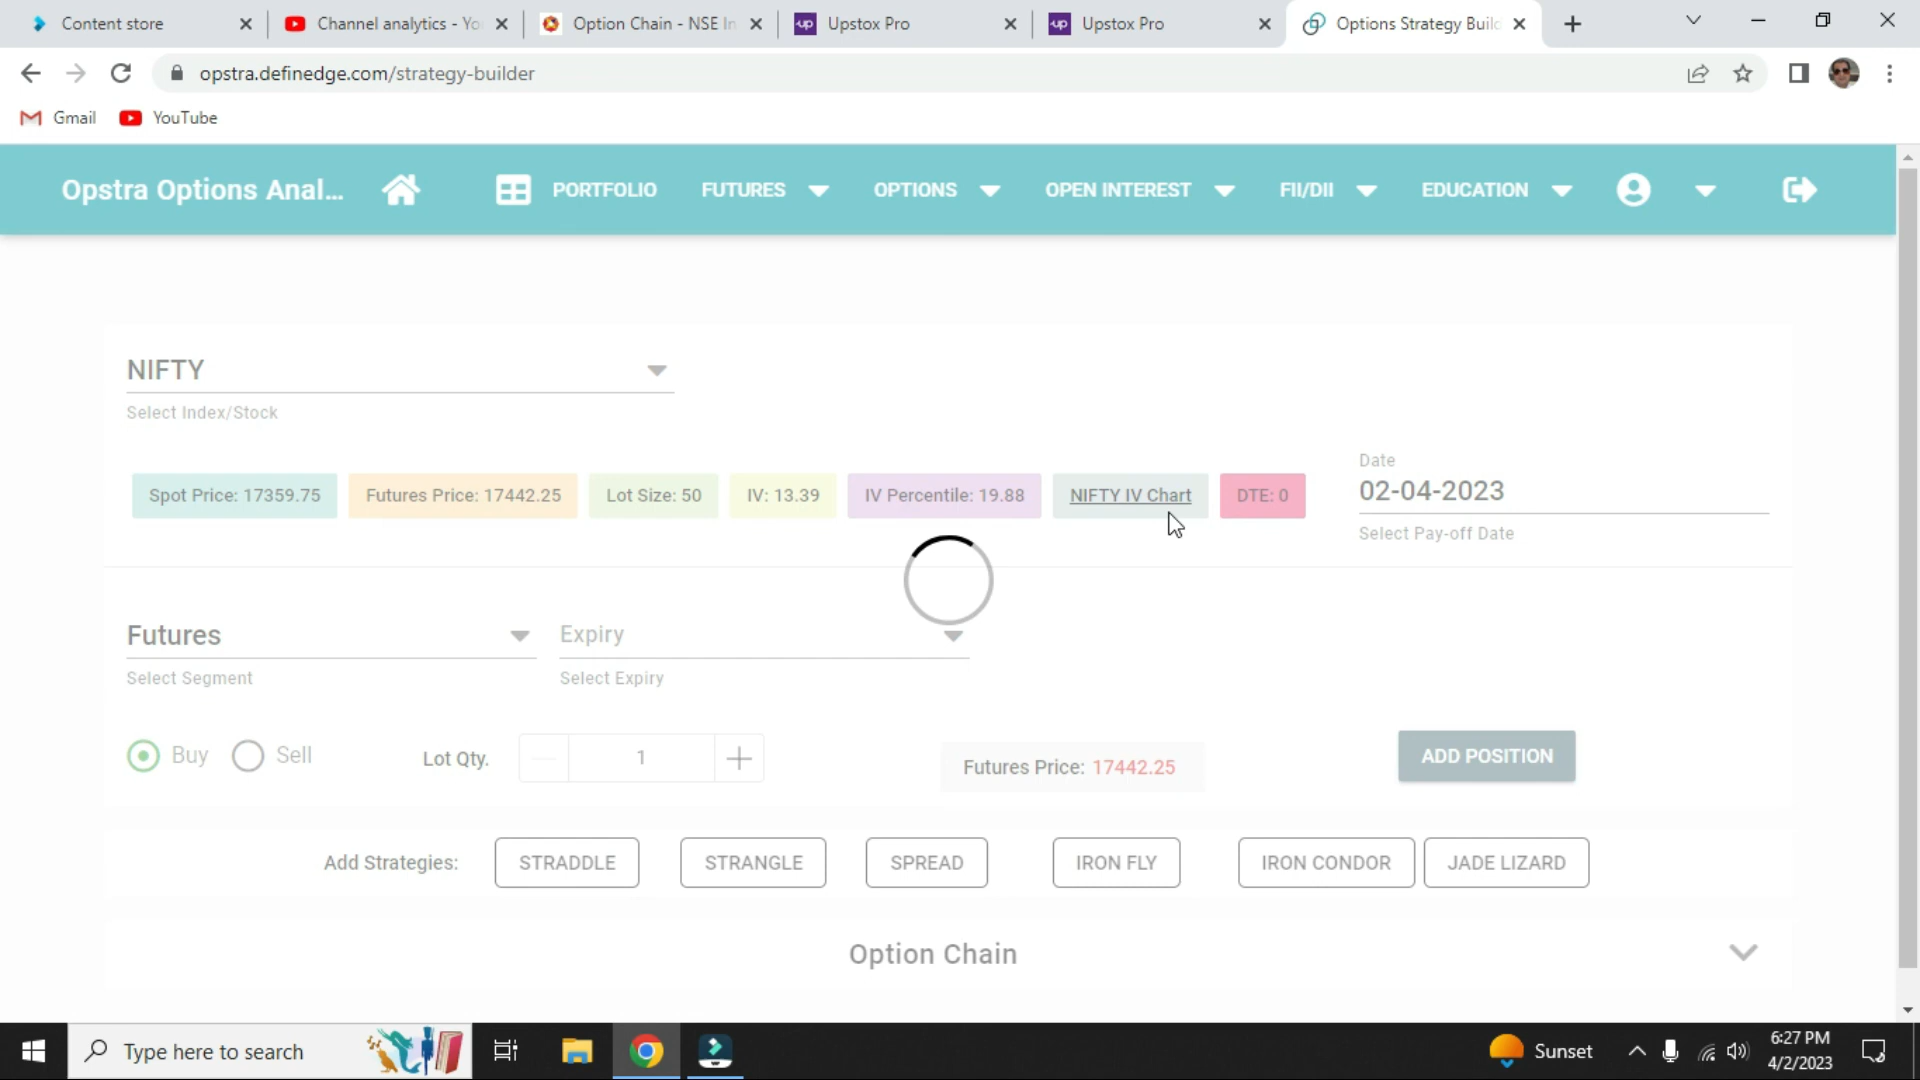 Content store
Channel analytics - Yo
Option Chain - NSE In
Upstox Pro
Upstox Pro
Options Strategy Builc
opstra.definedge.com/strategy-builder
Gmail
YouTube
Opstra Options Anal...
PORTFOLIO
FUTURES
OPTIONS
OPEN INTEREST
FII/DII
EDUCATION
NIFTY
Select Index/Stock
Spot Price: 17359.75
Futures Price: 17442.25
Lot Size: 50
IV: 13.39
IV Percentile: 19.88
NIFTY IV Chart
DTE: 0
Date
02-04-2023
Select Pay-off Date
Futures
Select Segment
Expiry
Select Expiry
Buy
Sell
Lot Qty.
1
Futures Price: 17442.25
ADD POSITION
Add Strategies:
STRADDLE
STRANGLE
SPREAD
IRON FLY
IRON CONDOR
JADE LIZARD
Option Chain
Type here to search
Sunset
6:27 PM
4/2/2023